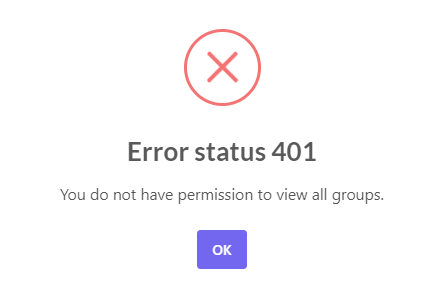 Error status 401
You do not have permission to view all groups.
OK